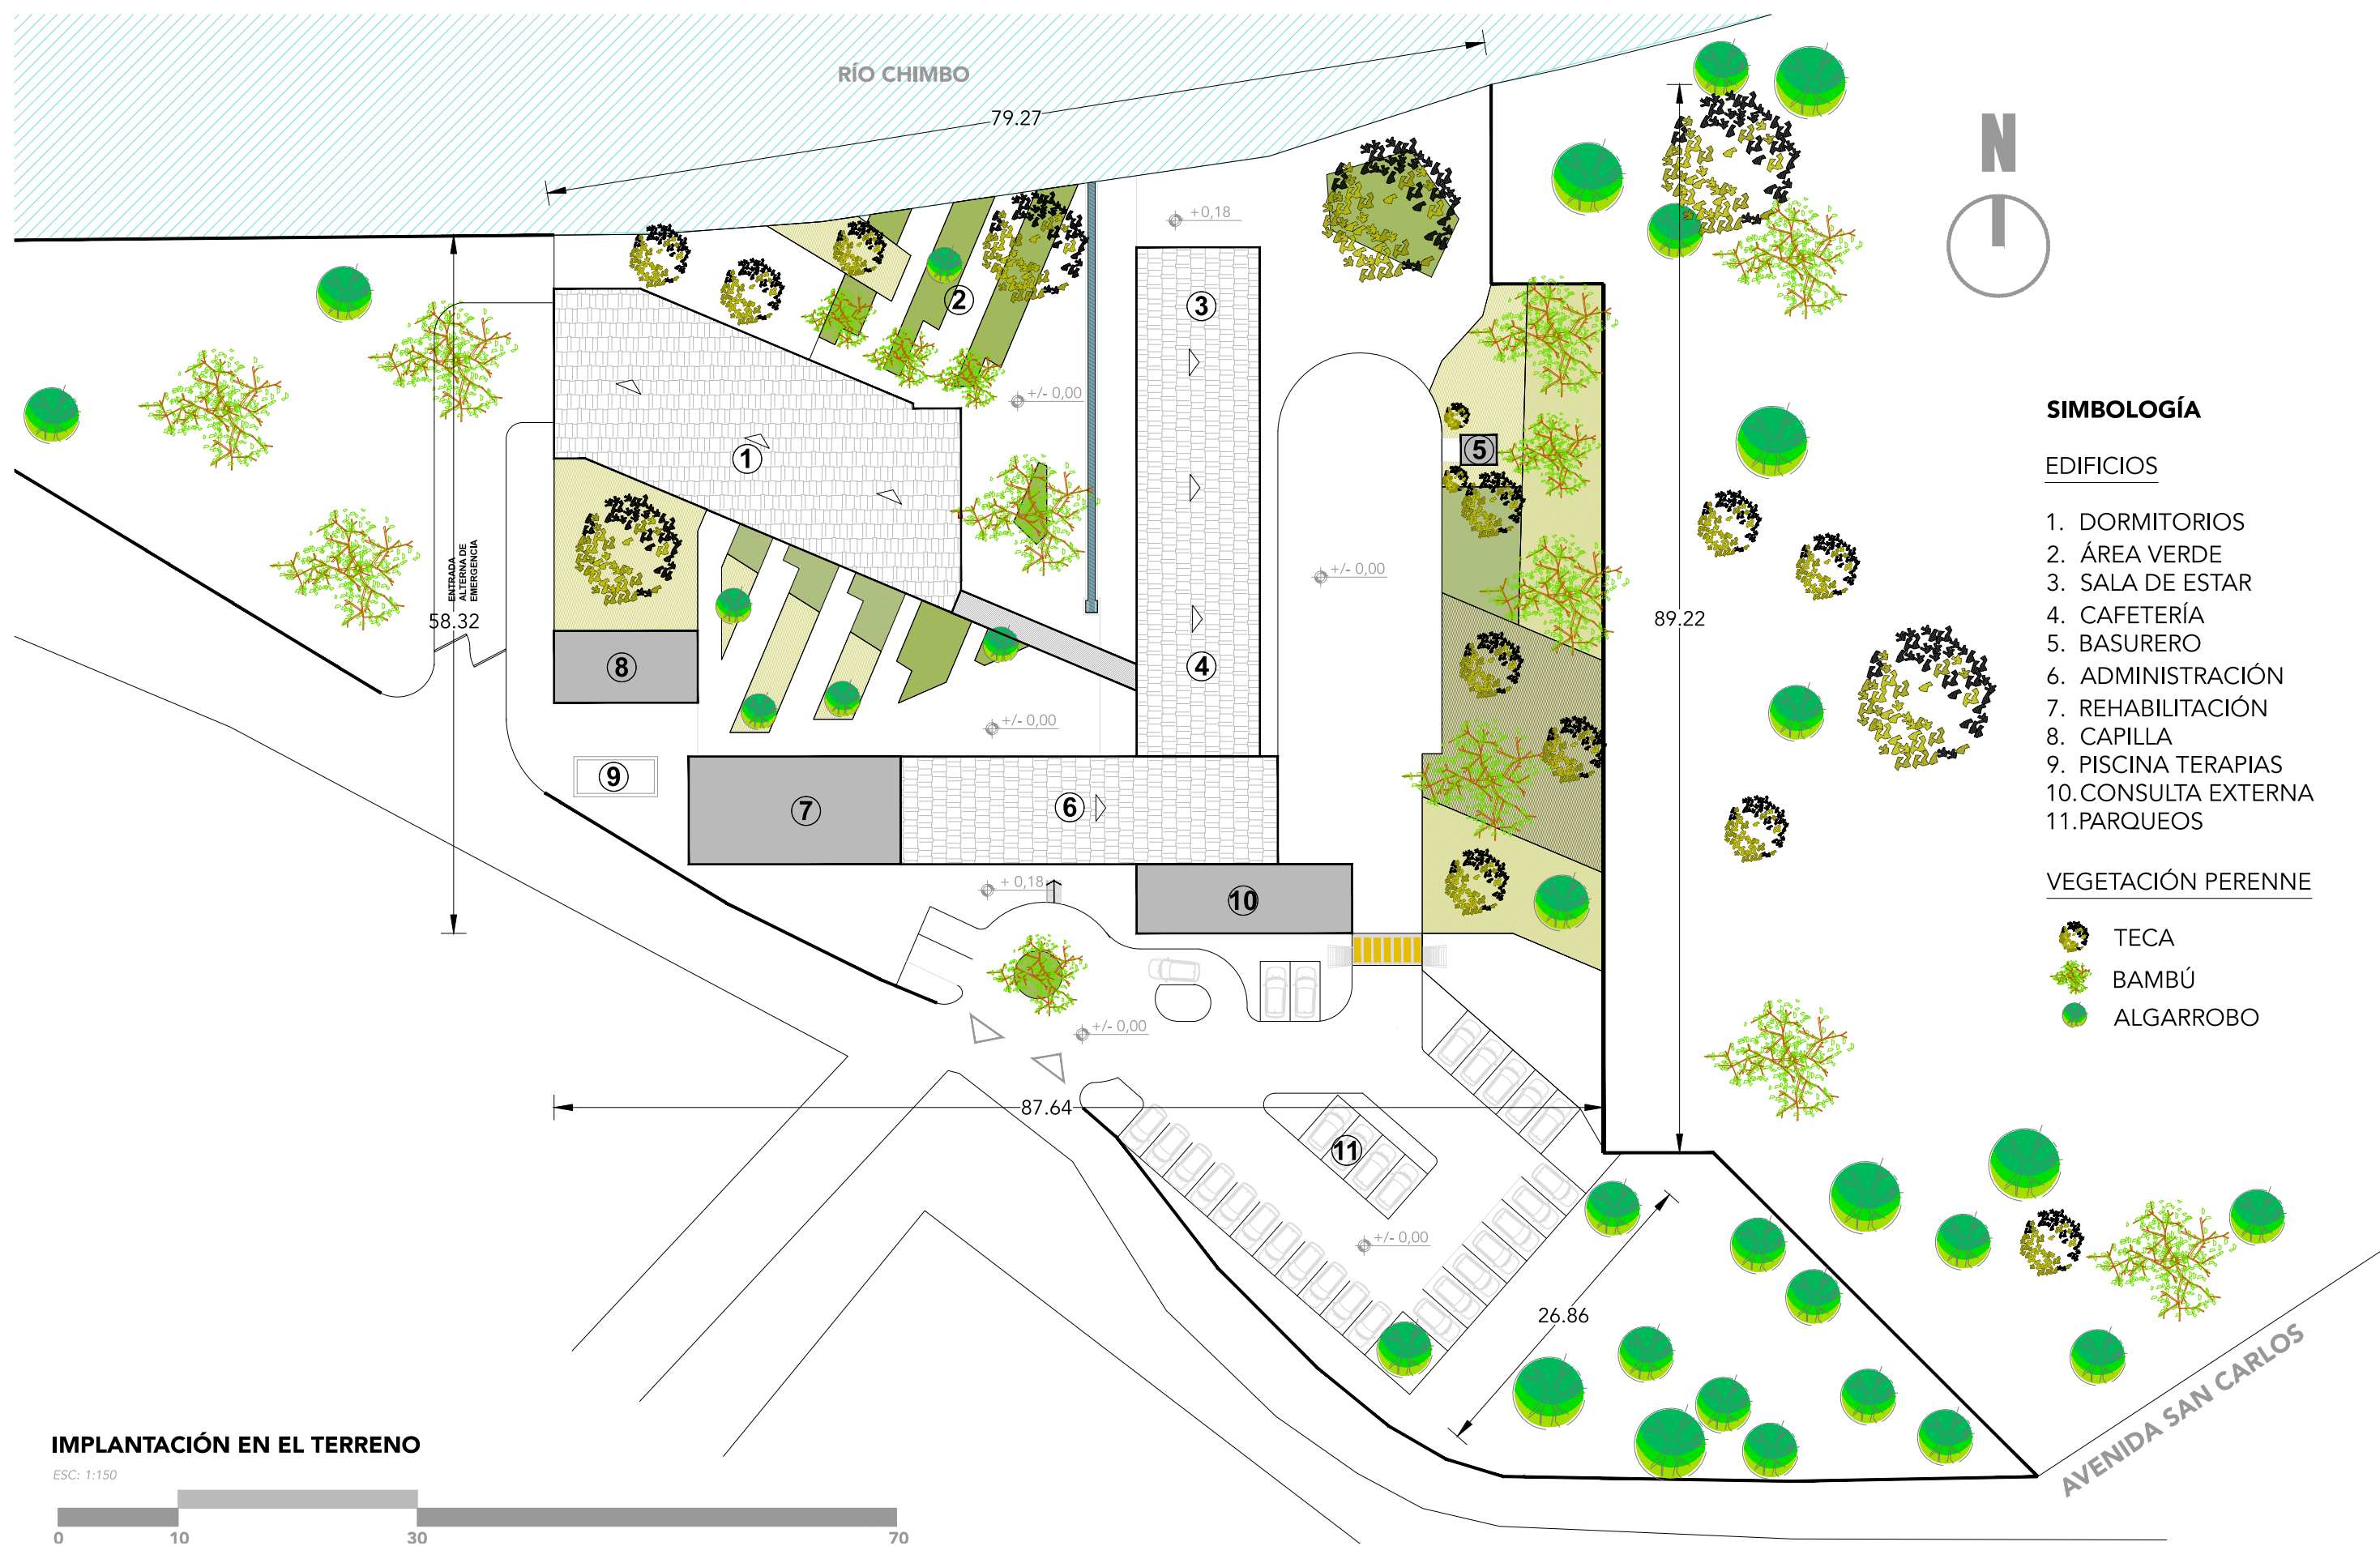 RÍO CHIMBO
79.27
N
+0,18
3
2
+/- 0,00
1
5
+/- 0,00
ENTRADA
ALTERNA DE
EMERGENCIA
58.32
89.22
8
4
+/- 0,00
9
7
6
+ 0,18
10
+/- 0,00
87.64
11
+/- 0,00
26.86
AVENIDA SAN CARLOS
SIMBOLOGÍA
EDIFICIOS
1. DORMITORIOS
2. ÁREA VERDE
3. SALA DE ESTAR
4. CAFETERÍA
5. BASURERO
6. ADMINISTRACIÓN
7. REHABILITACIÓN
8. CAPILLA
9. PISCINA TERAPIAS
10.CONSULTA EXTERNA
11.PARQUEOS
VEGETACIÓN PERENNE
TECA
BAMBÚ
ALGARROBO
IMPLANTACIÓN EN EL TERRENO
ESC: 1:150
0 10 30 70